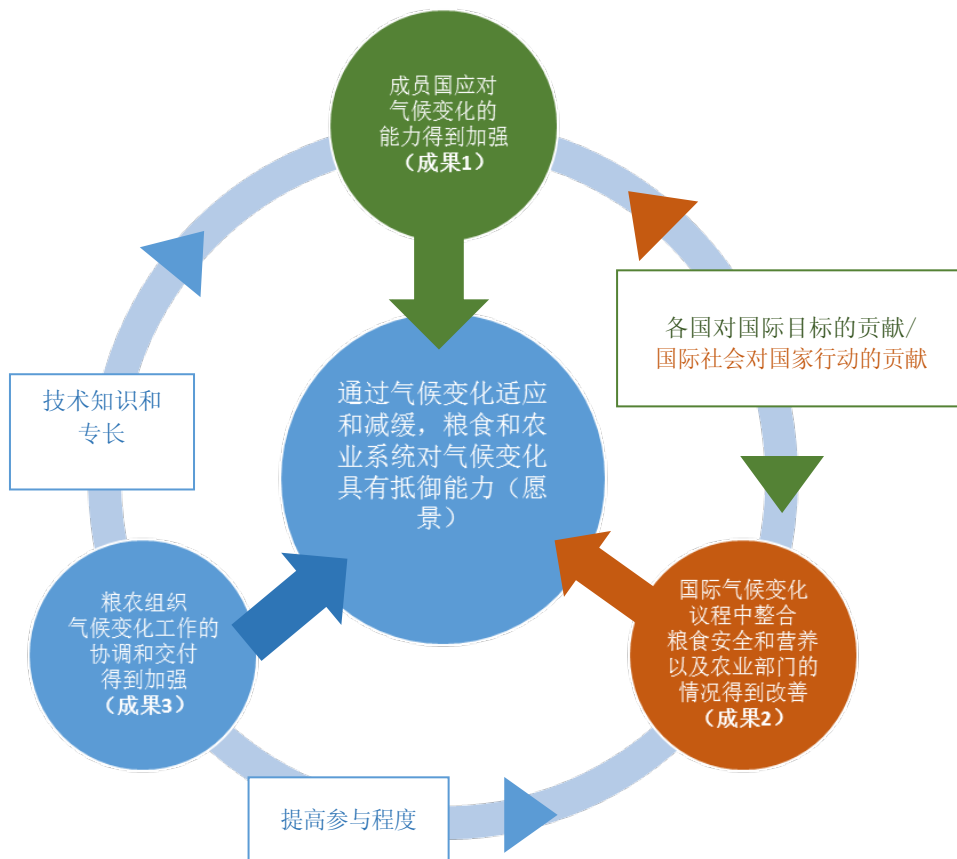 成员国应对
气候变化的
能力得到加强
（成果1）
各国对国际目标的贡献/
国际社会对国家行动的贡献
技术知识和
专长
通过气候变化适应
和减缓，粮食和农
业系统对气候变化
具有抵御能力（愿
景）
粮农组织
气候变化工作的
协调和交付
得到加强
（成果3）
国际气候变化
议程中整合
粮食安全和营养
以及农业部门的
情况得到改善
（成果2）
提高参与程度